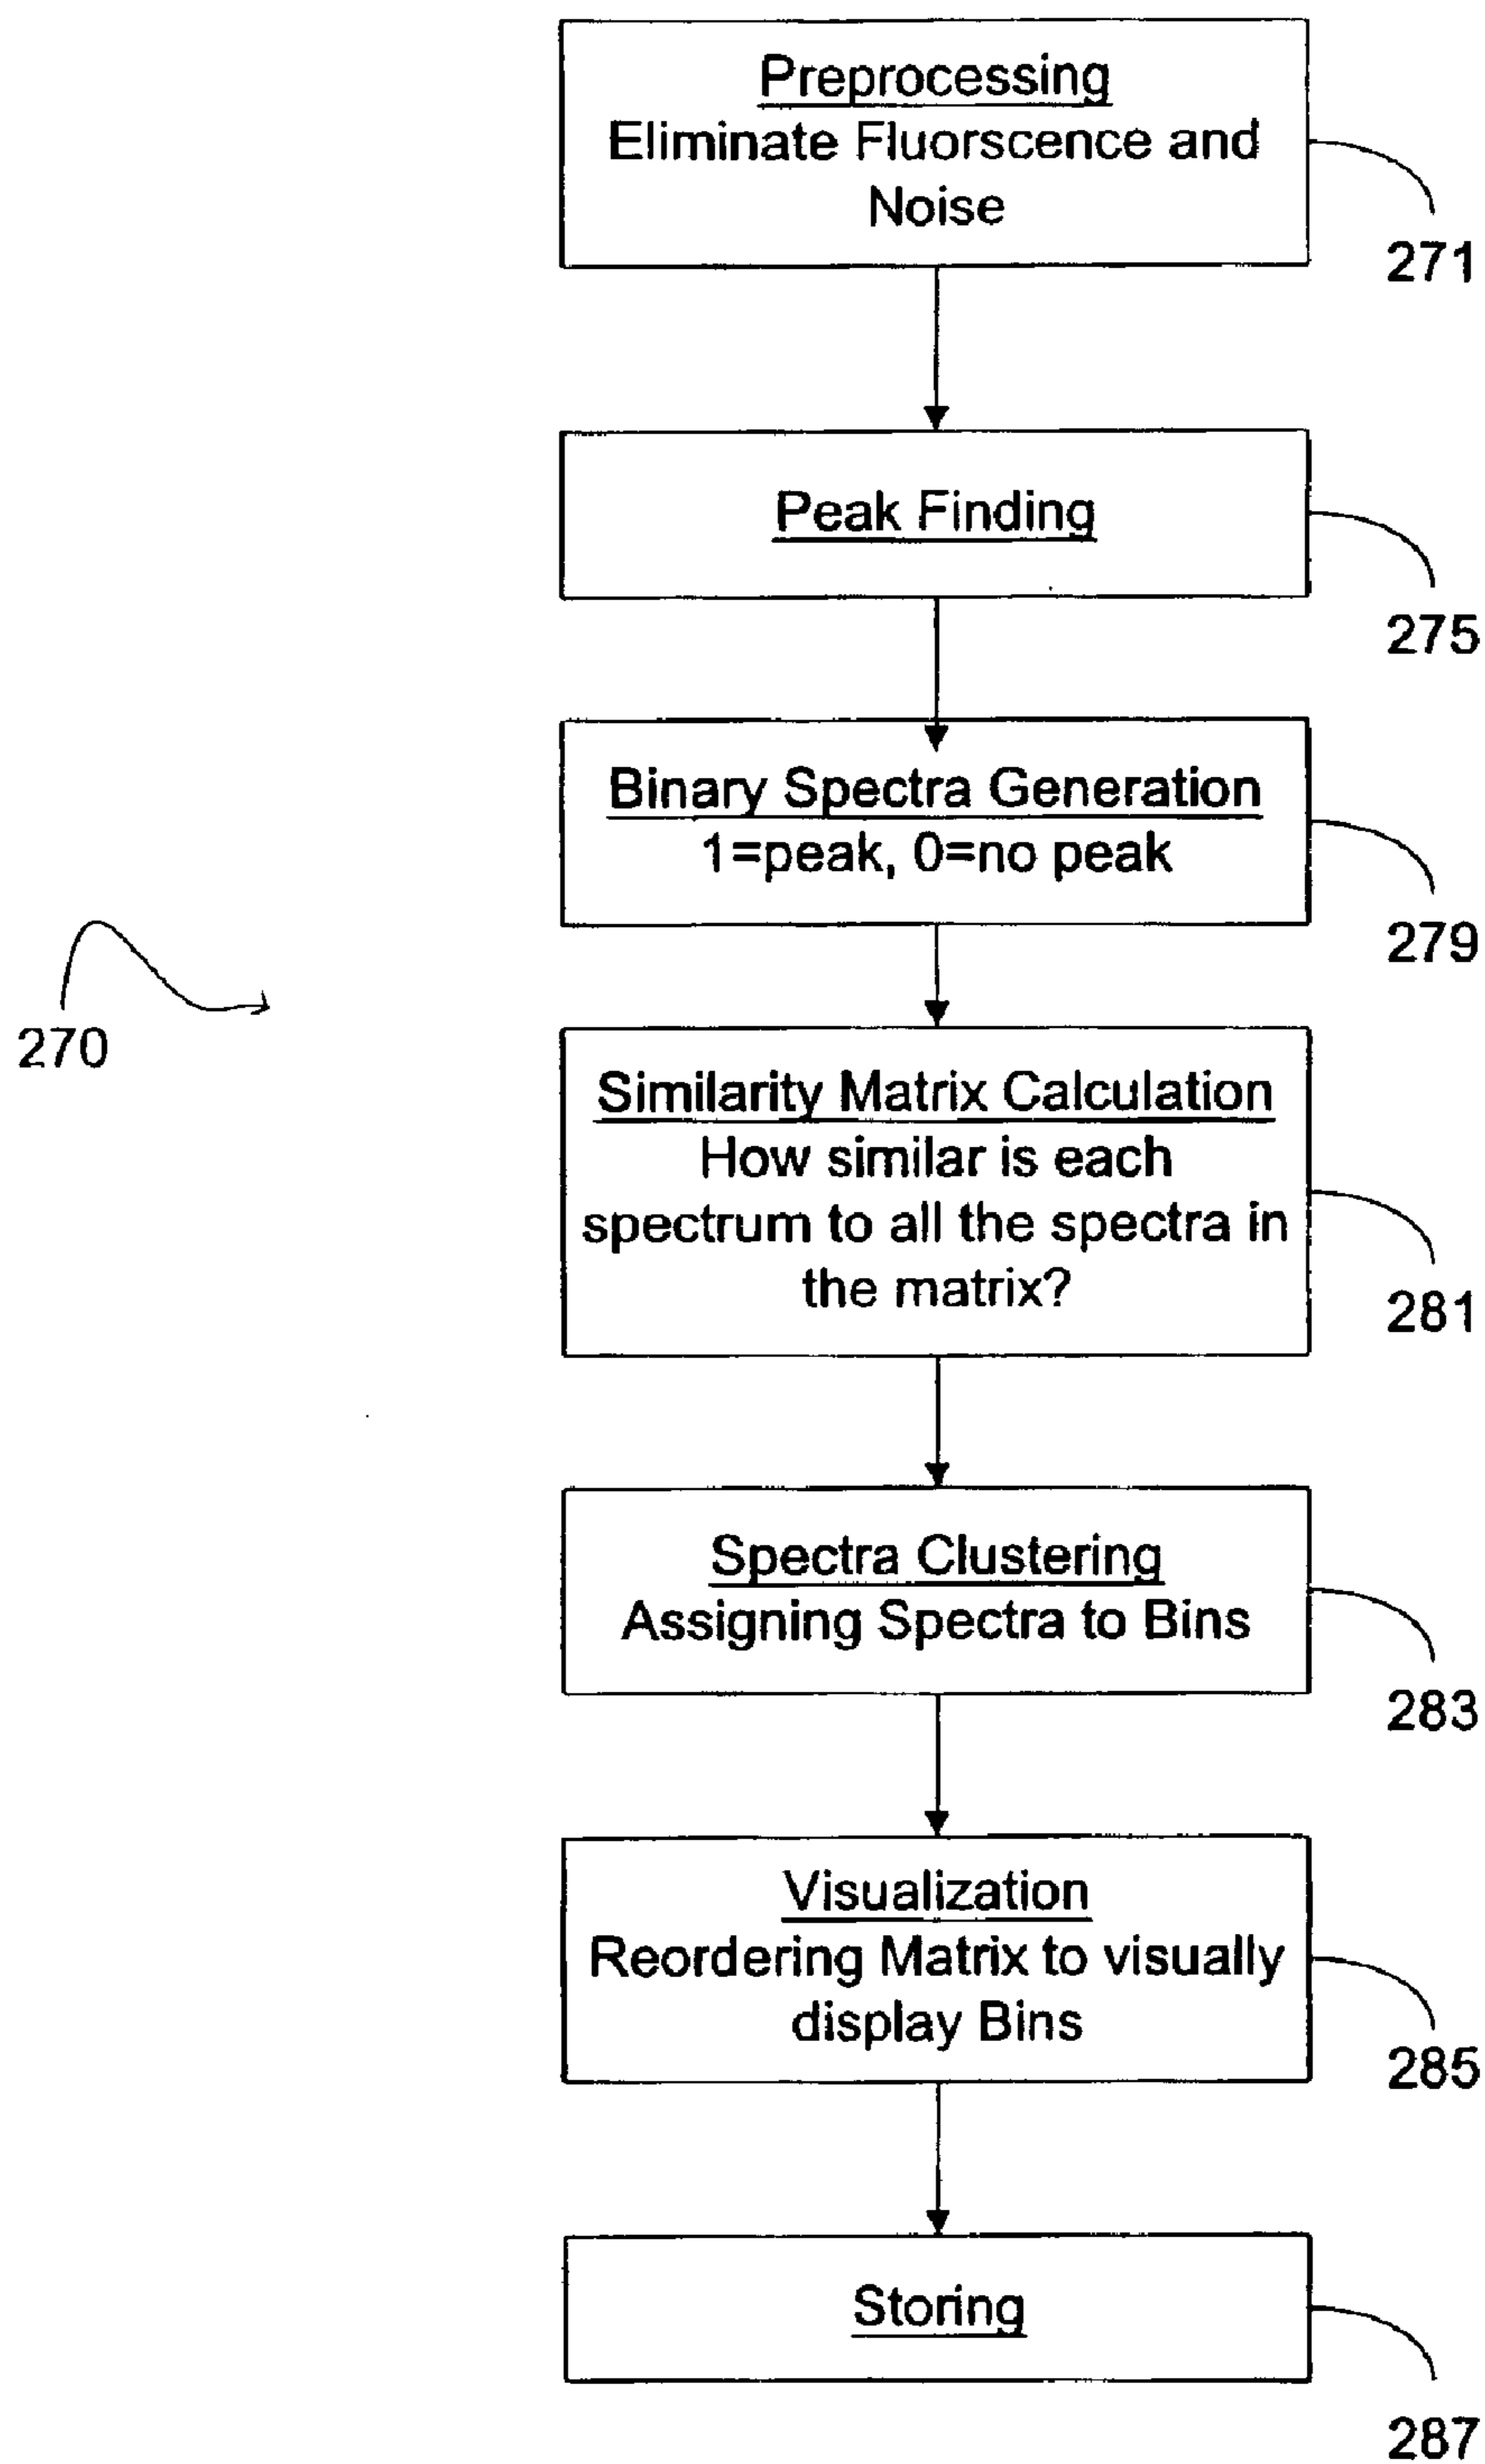 Preprocessing
Eliminate Fluorscence and
Noise
271
Peak Finding
275
Binary Spectra Generation
1=peak, 0=no peak
279
270
Similarity Matrix Calculation
How similar is each
spectrum to all the spectra in
the matrix?
281
Spectra Clustering
Assigning Spectra to Bins
283
Visualization
Reordering Matrix to visually
display Bins
285
Storing
287